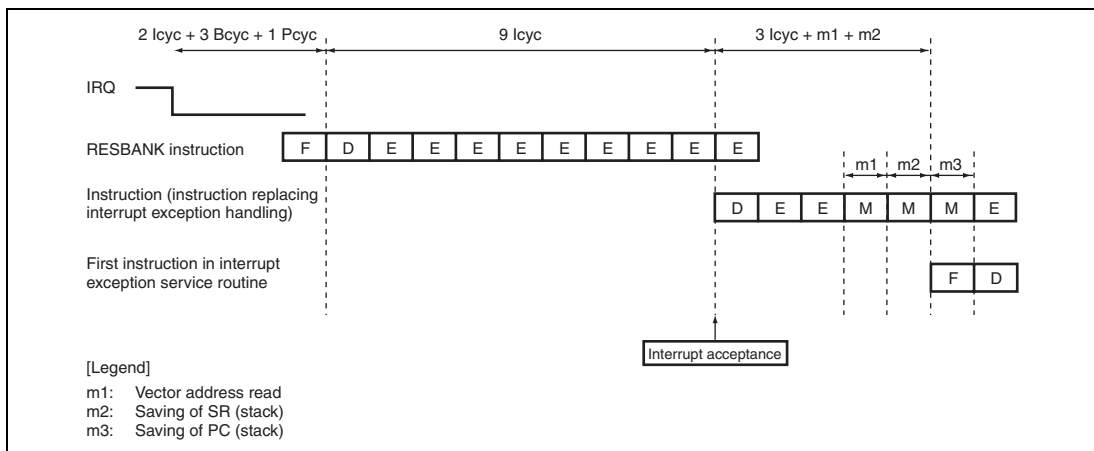 2 Icyc + 3 Bcyc + 1 Pcyc 9 Icyc 3 Icyc + m1 + m2
IRQ
RESBANK instruction F D E E E E E E E E E
m1 m2 m3
Instruction (instruction replacing
interrupt exception handling)
D E E M M M E
First instruction in interrupt
exception service routine
F D
Interrupt acceptance
[Legend]
m1: Vector address read
m2: Saving of SR (stack)
m3: Saving of PC (stack)